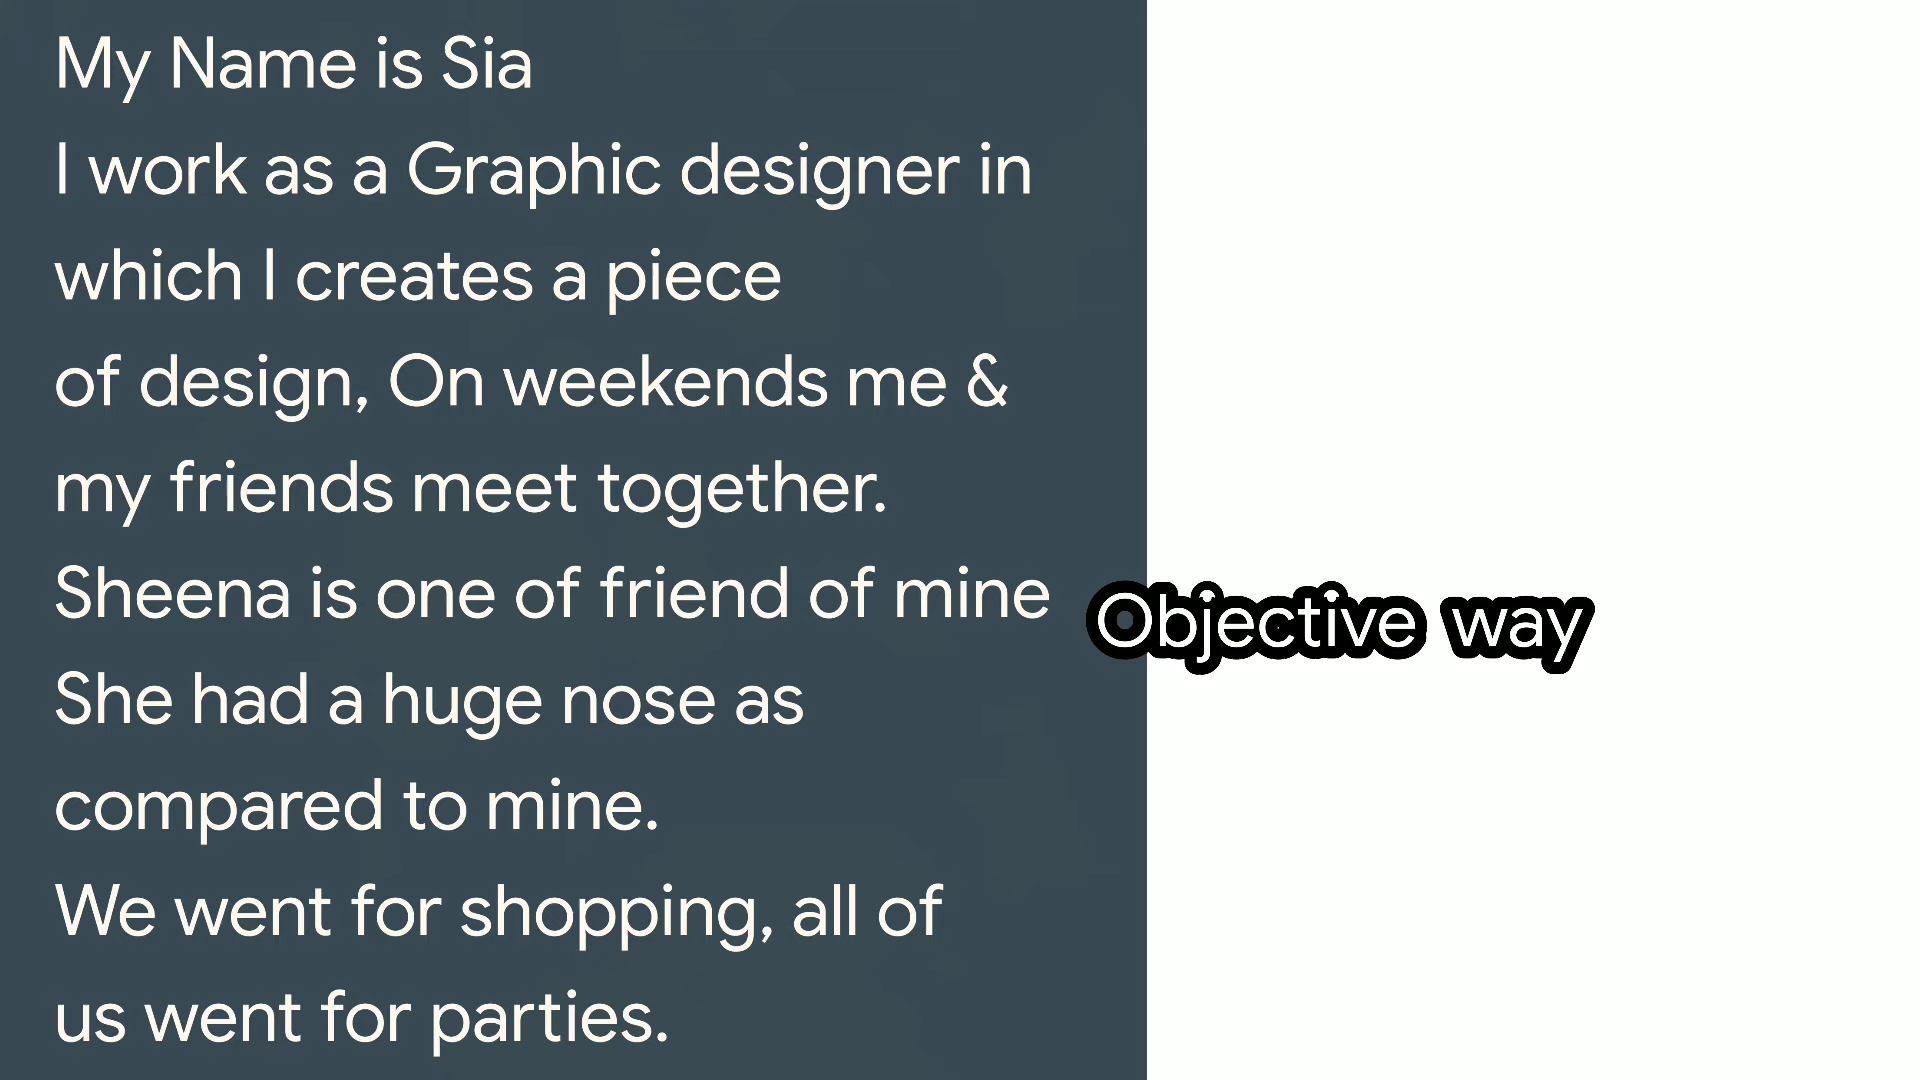 My Name is Sia
I work as a Graphic designer in
which I creates a piece
of design, On weekends me &
my friends meet together.
Sheena is one of friend of mine
Objective way
She had a huge nose as
compared to mine.
We went for shopping, all of
us went for parties.